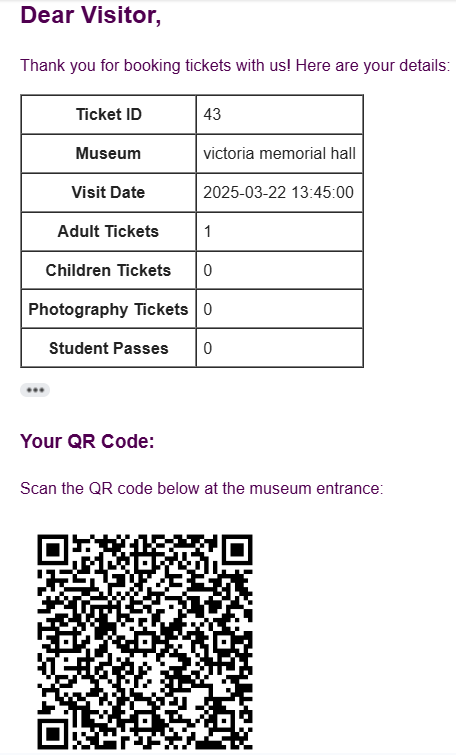 Dear Visitor,
Thank you for booking tickets with us! Here are your details:
Ticket ID 43
Museum victoria memorial hall
Visit Date 2025-03-22 13:45:00
Adult Tickets 1
Children Tickets 0
Photography Tickets 0
Student Passes 0
Your QR Code:
Scan the QR code below at the museum entrance: